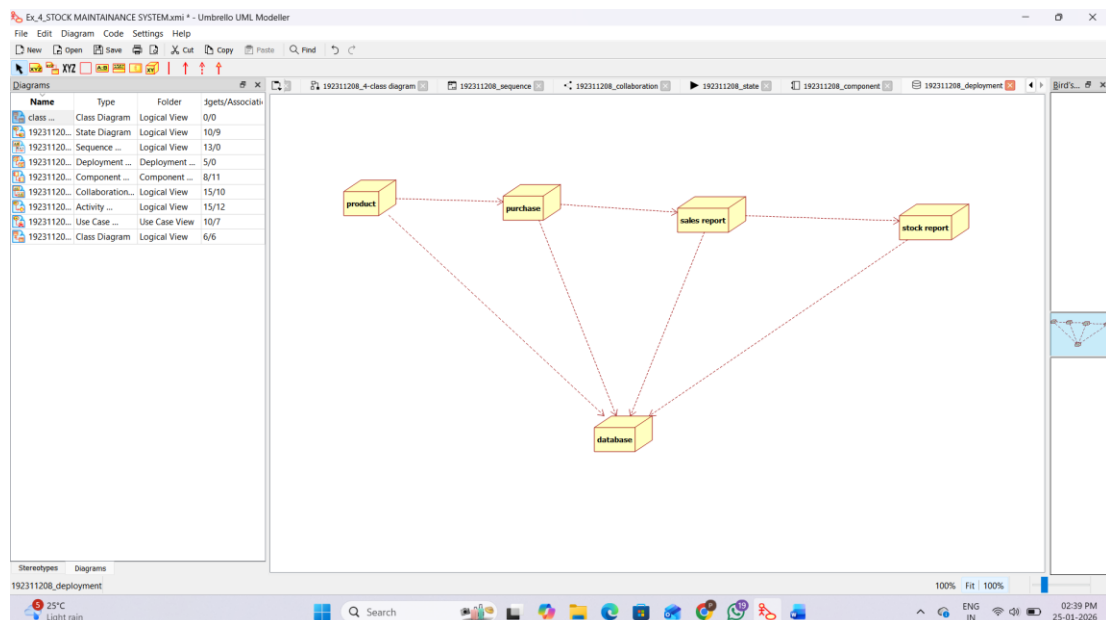 Ex_4_STOCK MAINTAINANCE SYSTEM.xmi * - Umbrello UML Modeller
File Edit Diagram Code Settings Help
New Open Save Cut Copy Paste Find
XYZ
Diagrams
Name Type Folder lgets/Associati
class ... Class Diagram Logical View 0/0
19231120... State Diagram Logical View 10/9
19231120... Sequence ... Logical View 13/0
19231120... Deployment ... Deployment ... 5/0
19231120... Component ... Component ... 8/11
19231120... Collaboration... Logical View 15/10
19231120... Activity ... Logical View 15/12
19231120... Use Case ... Use Case View 10/7
19231120... Class Diagram Logical View 6/6
192311208_4-class diagram 192311208_sequence 192311208_collaboration 192311208_state 192311208_component 192311208_deployment
Bird's...
product
purchase
sales report
stock report
database
Stereotypes Diagrams
192311208_deployment
100% Fit 100%
5
25°C
Light rain
Search
19
ENG
IN
02:39 PM
25-01-2026